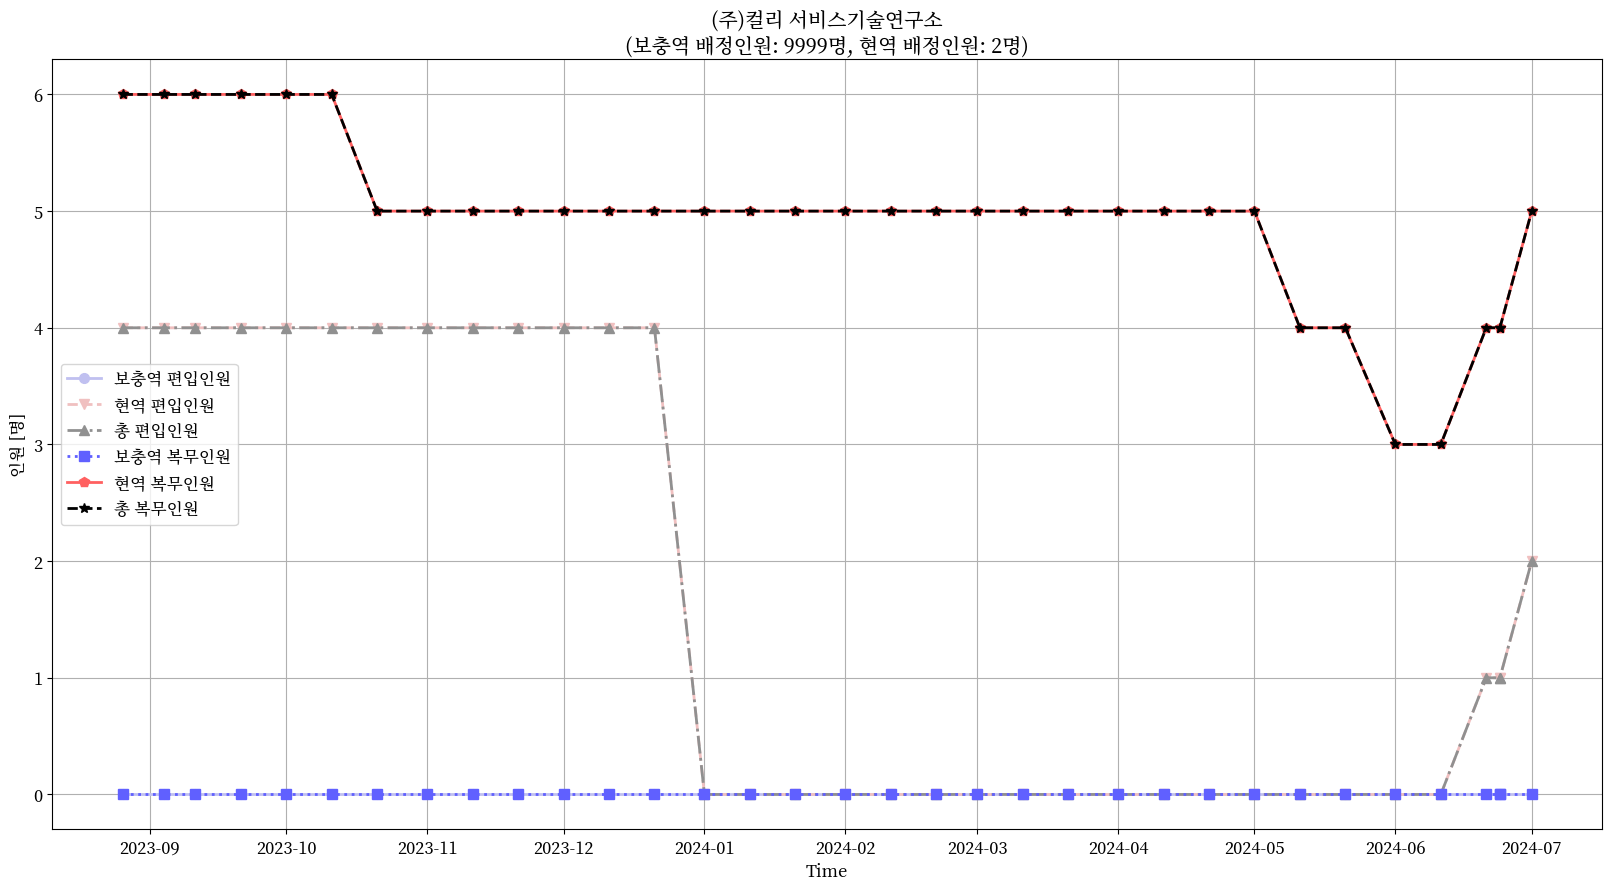 (주)컬리 서비스기술연구소
(보충역 배정인원: 9999명, 현역 배정인원: 2명)
인원 [명]
6
5
4
3
2
1
0
보충역 편입인원
현역 편입인원
총 편입인원
보충역 복무인원
현역 복무인원
총 복무인원
2023-09 2023-10 2023-11 2023-12 2024-01 2024-02 2024-03 2024-04 2024-05 2024-06 2024-07
Time